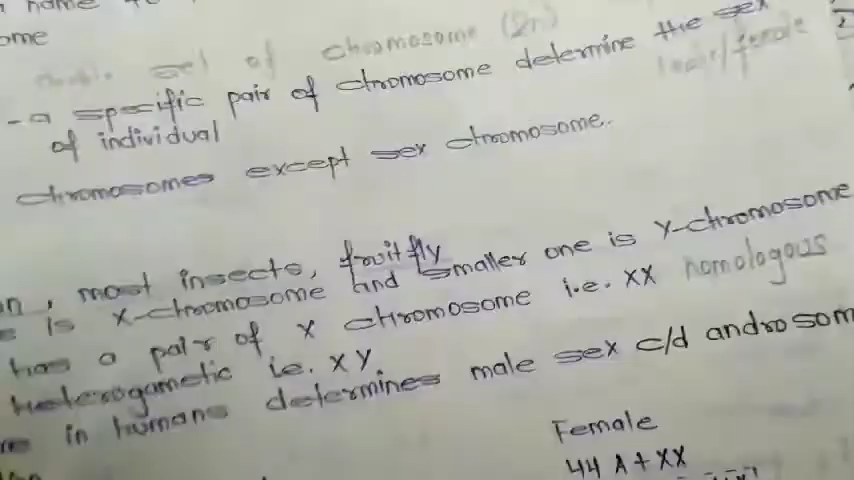 name
ome
set of chromosome (2n)
- a specific pair of chromosome determine the sex
male/female
of individual
chromosomes except sex chromosome.
n, most insects, fruitfly
e is X-chromosome and smaller one is Y-chromosome
has a pair of X chromosome i.e. XX homologous
heterogametic i.e. XY.
in humans determines male sex c/d androsom
Female
44 A + XX